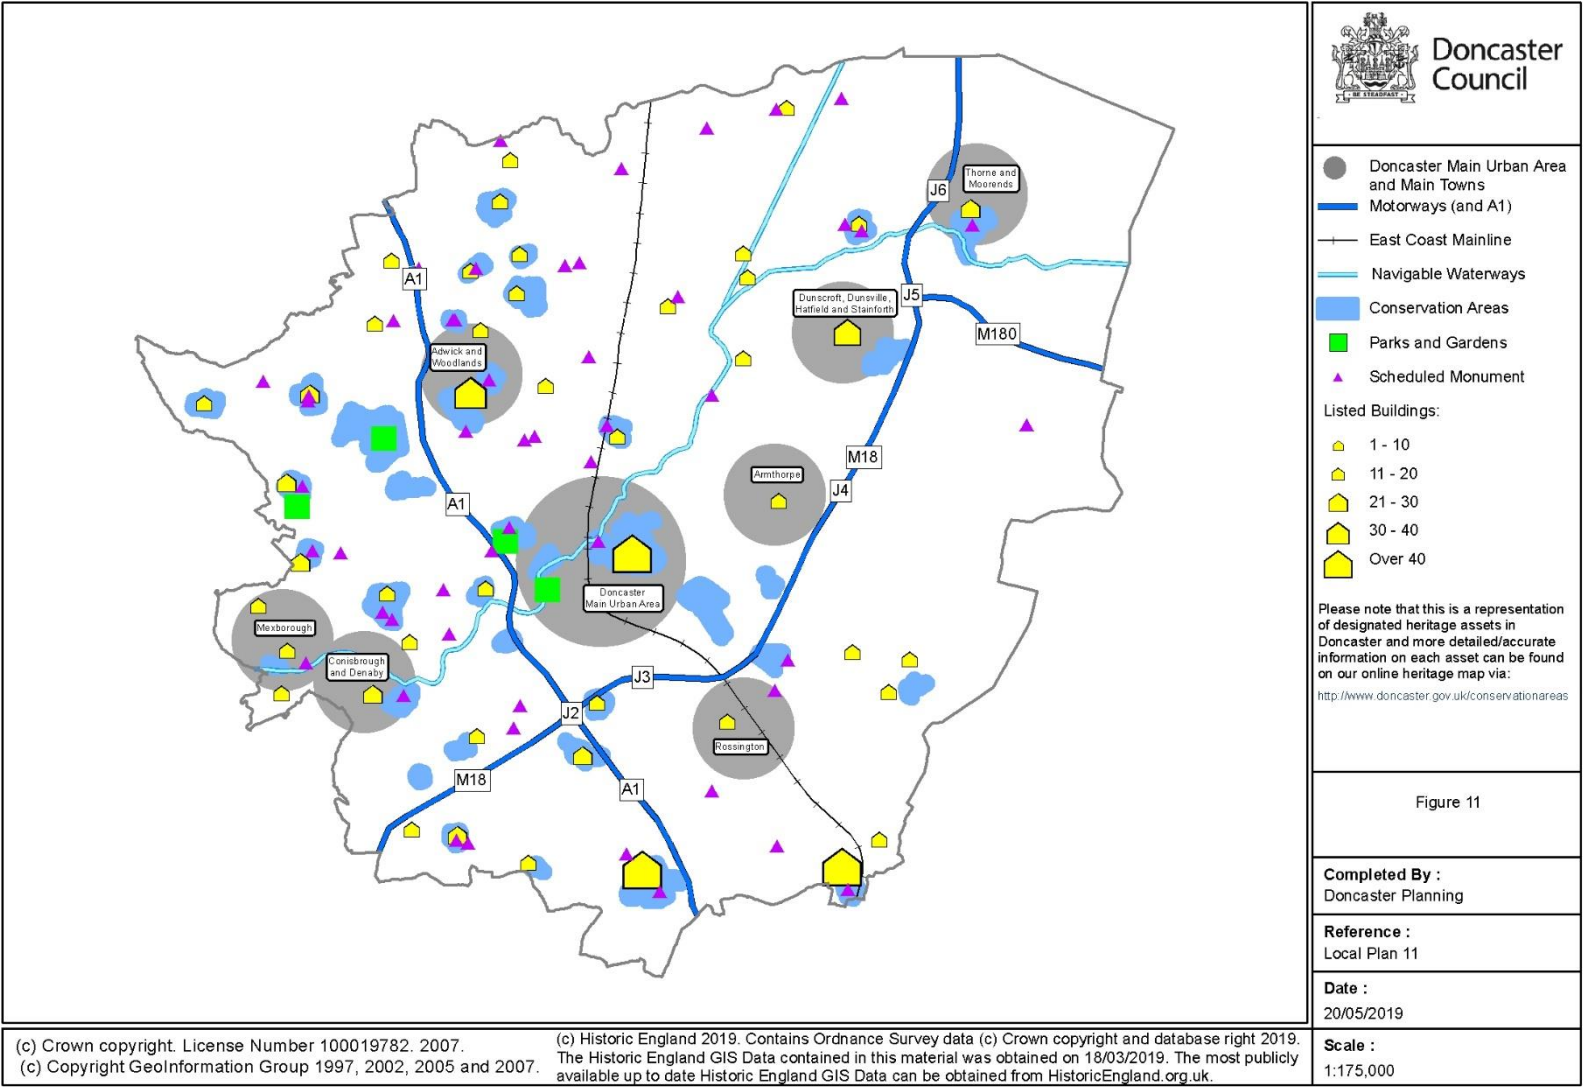 Doncaster
Council
BE STEADFAST
Thorne and
Moorends
J6
A1
Dunscroft, Dunsville,
Hatfield and Stainforth
J5
M180
Adwick and
Woodlands
M18
Armthorpe
J4
A1
Doncaster
Main Urban Area
Mexborough
Conisbrough
and Denaby
J3
J2
Rossington
M18
A1
Doncaster Main Urban Area
and Main Towns
Motorways (and A1)
East Coast Mainline
Navigable Waterways
Conservation Areas
Parks and Gardens
Scheduled Monument
Listed Buildings:
1 - 10
11 - 20
21 - 30
30 - 40
Over 40
Please note that this is a representation
of designated heritage assets in
Doncaster and more detailed/accurate
information on each asset can be found
on our online heritage map via:
http://www.doncaster.gov.uk/conservationareas
Figure 11
Completed By :
Doncaster Planning
Reference :
Local Plan 11
Date :
20/05/2019
Scale :
1:175,000
(c) Crown copyright. License Number 100019782. 2007.
(c) Copyright GeoInformation Group 1997, 2002, 2005 and 2007.
(c) Historic England 2019. Contains Ordnance Survey data (c) Crown copyright and database right 2019.
The Historic England GIS Data contained in this material was obtained on 18/03/2019. The most publicly
available up to date Historic England GIS Data can be obtained from HistoricEngland.org.uk.